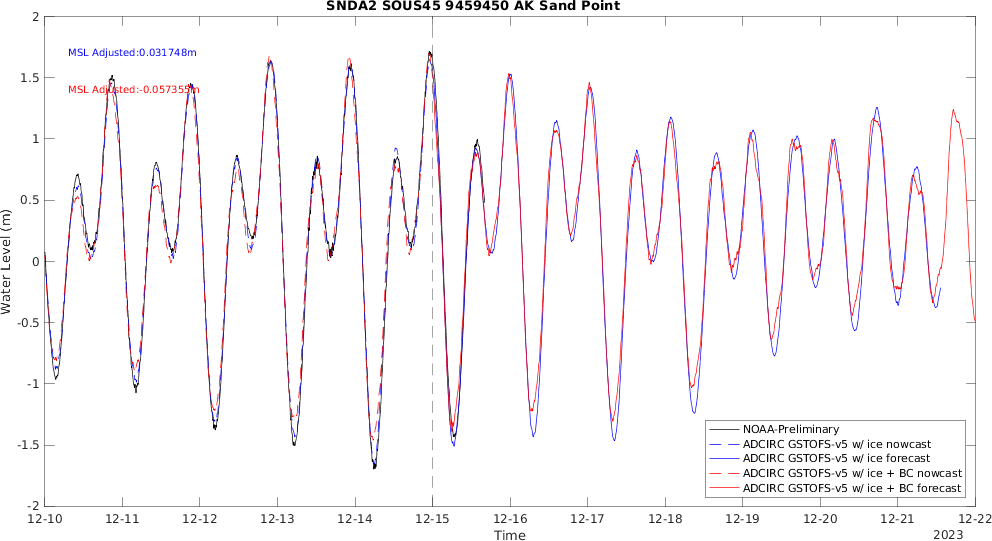 SNDA2 SOUS45 9459450 AK Sand Point
MSL Adjusted:0.031748m
MSL Adjusted:-0.057355m
Water Level (m)
2
1.5
1
0.5
0
-0.5
-1
-1.5
-2
NOAA-Preliminary
ADCIRC GSTOFS-v5 w/ ice nowcast
ADCIRC GSTOFS-v5 w/ ice forecast
ADCIRC GSTOFS-v5 w/ ice + BC nowcast
ADCIRC GSTOFS-v5 w/ ice + BC forecast
12-10 12-11 12-12 12-13 12-14 12-15 12-16 12-17 12-18 12-19 12-20 12-21 12-22
Time
2023